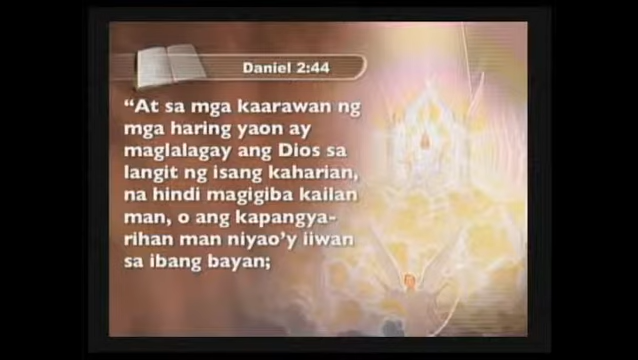 Daniel 2:44
“At sa mga kaarawan ng
mga haring yaon ay
maglalagay ang Dios sa
langit ng isang kaharian,
na hindi magigiba kailan
man, o ang kapangya-
rihan man niyao’y iiwan
sa ibang bayan;